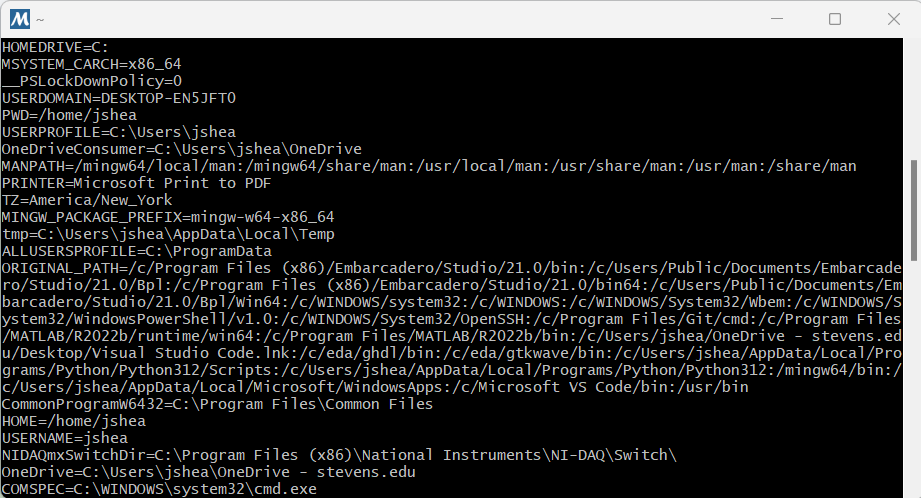 M ~
HOMEDRIVE=C:
MSYSTEM_CARCH=x86_64
__PSLockDownPolicy=0
USERDOMAIN=DESKTOP-EN5JFT0
PWD=/home/jshea
USERPROFILE=C:\Users\jshea
OneDriveConsumer=C:\Users\jshea\OneDrive
MANPATH=/mingw64/local/man:/mingw64/share/man:/usr/local/man:/usr/share/man:/usr/man:/share/man
PRINTER=Microsoft Print to PDF
TZ=America/New_York
MINGW_PACKAGE_PREFIX=mingw-w64-x86_64
tmp=C:\Users\jshea\AppData\Local\Temp
ALLUSERSPROFILE=C:\ProgramData
ORIGINAL_PATH=/c/Program Files (x86)/Embarcadero/Studio/21.0/bin:/c/Users/Public/Documents/Embarcade
ro/Studio/21.0/Bpl:/c/Program Files (x86)/Embarcadero/Studio/21.0/bin64:/c/Users/Public/Documents/Em
barcadero/Studio/21.0/Bpl/Win64:/c/WINDOWS/system32:/c/WINDOWS:/c/WINDOWS/System32/Wbem:/c/WINDOWS/S
ystem32/WindowsPowerShell/v1.0:/c/WINDOWS/System32/OpenSSH:/c/Program Files/Git/cmd:/c/Program Files
/MATLAB/R2022b/runtime/win64:/c/Program Files/MATLAB/R2022b/bin:/c/Users/jshea/OneDrive - stevens.ed
u/Desktop/Visual Studio Code.lnk:/c/eda/ghdl/bin:/c/eda/gtkwave/bin:/c/Users/jshea/AppData/Local/Pro
grams/Python/Python312/Scripts:/c/Users/jshea/AppData/Local/Programs/Python/Python312:/mingw64/bin:/
c/Users/jshea/AppData/Local/Microsoft/WindowsApps:/c/Microsoft VS Code/bin:/usr/bin
CommonProgramW6432=C:\Program Files\Common Files
HOME=/home/jshea
USERNAME=jshea
NIDAQmxSwitchDir=C:\Program Files (x86)\National Instruments\NI-DAQ\Switch\
OneDrive=C:\Users\jshea\OneDrive - stevens.edu
COMSPEC=C:\WINDOWS\system32\cmd.exe